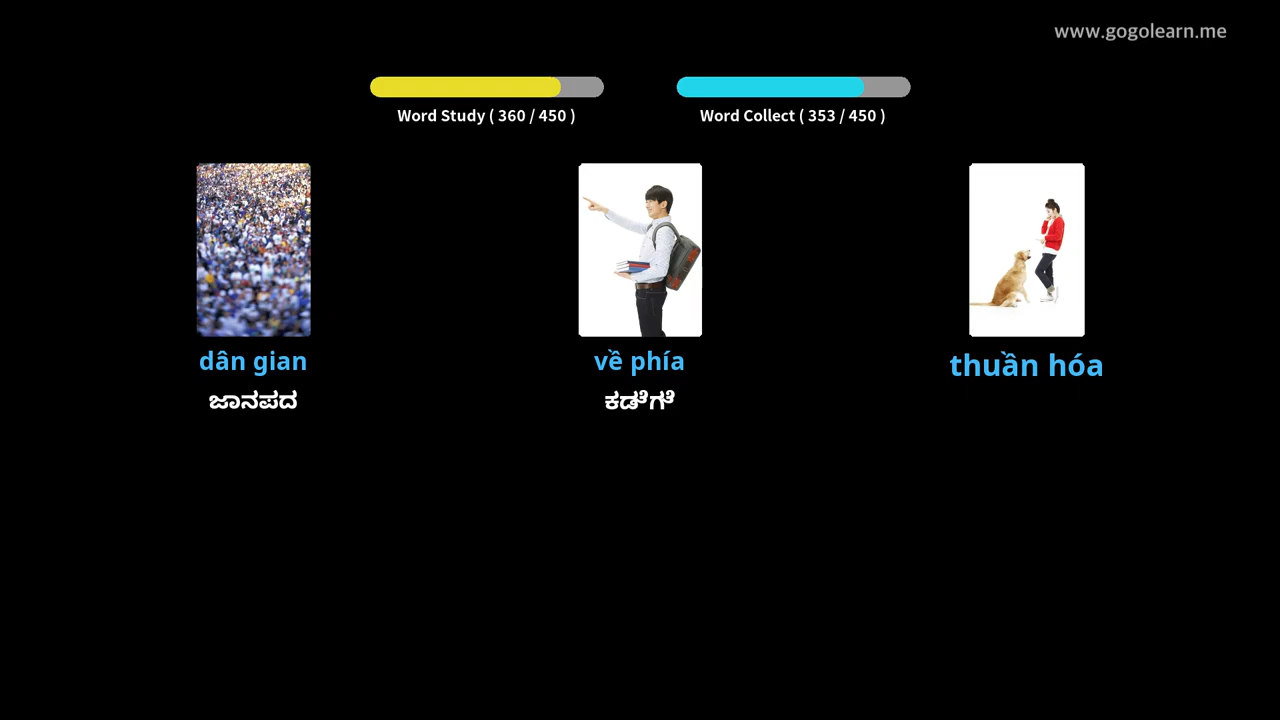 www.gogolearn.me
Word Study ( 360 / 450 )
Word Collect ( 353 / 450 )
dân gian
ಜಾನಪದ
về phía
ಕಡೆಗೆ
thuần hóa